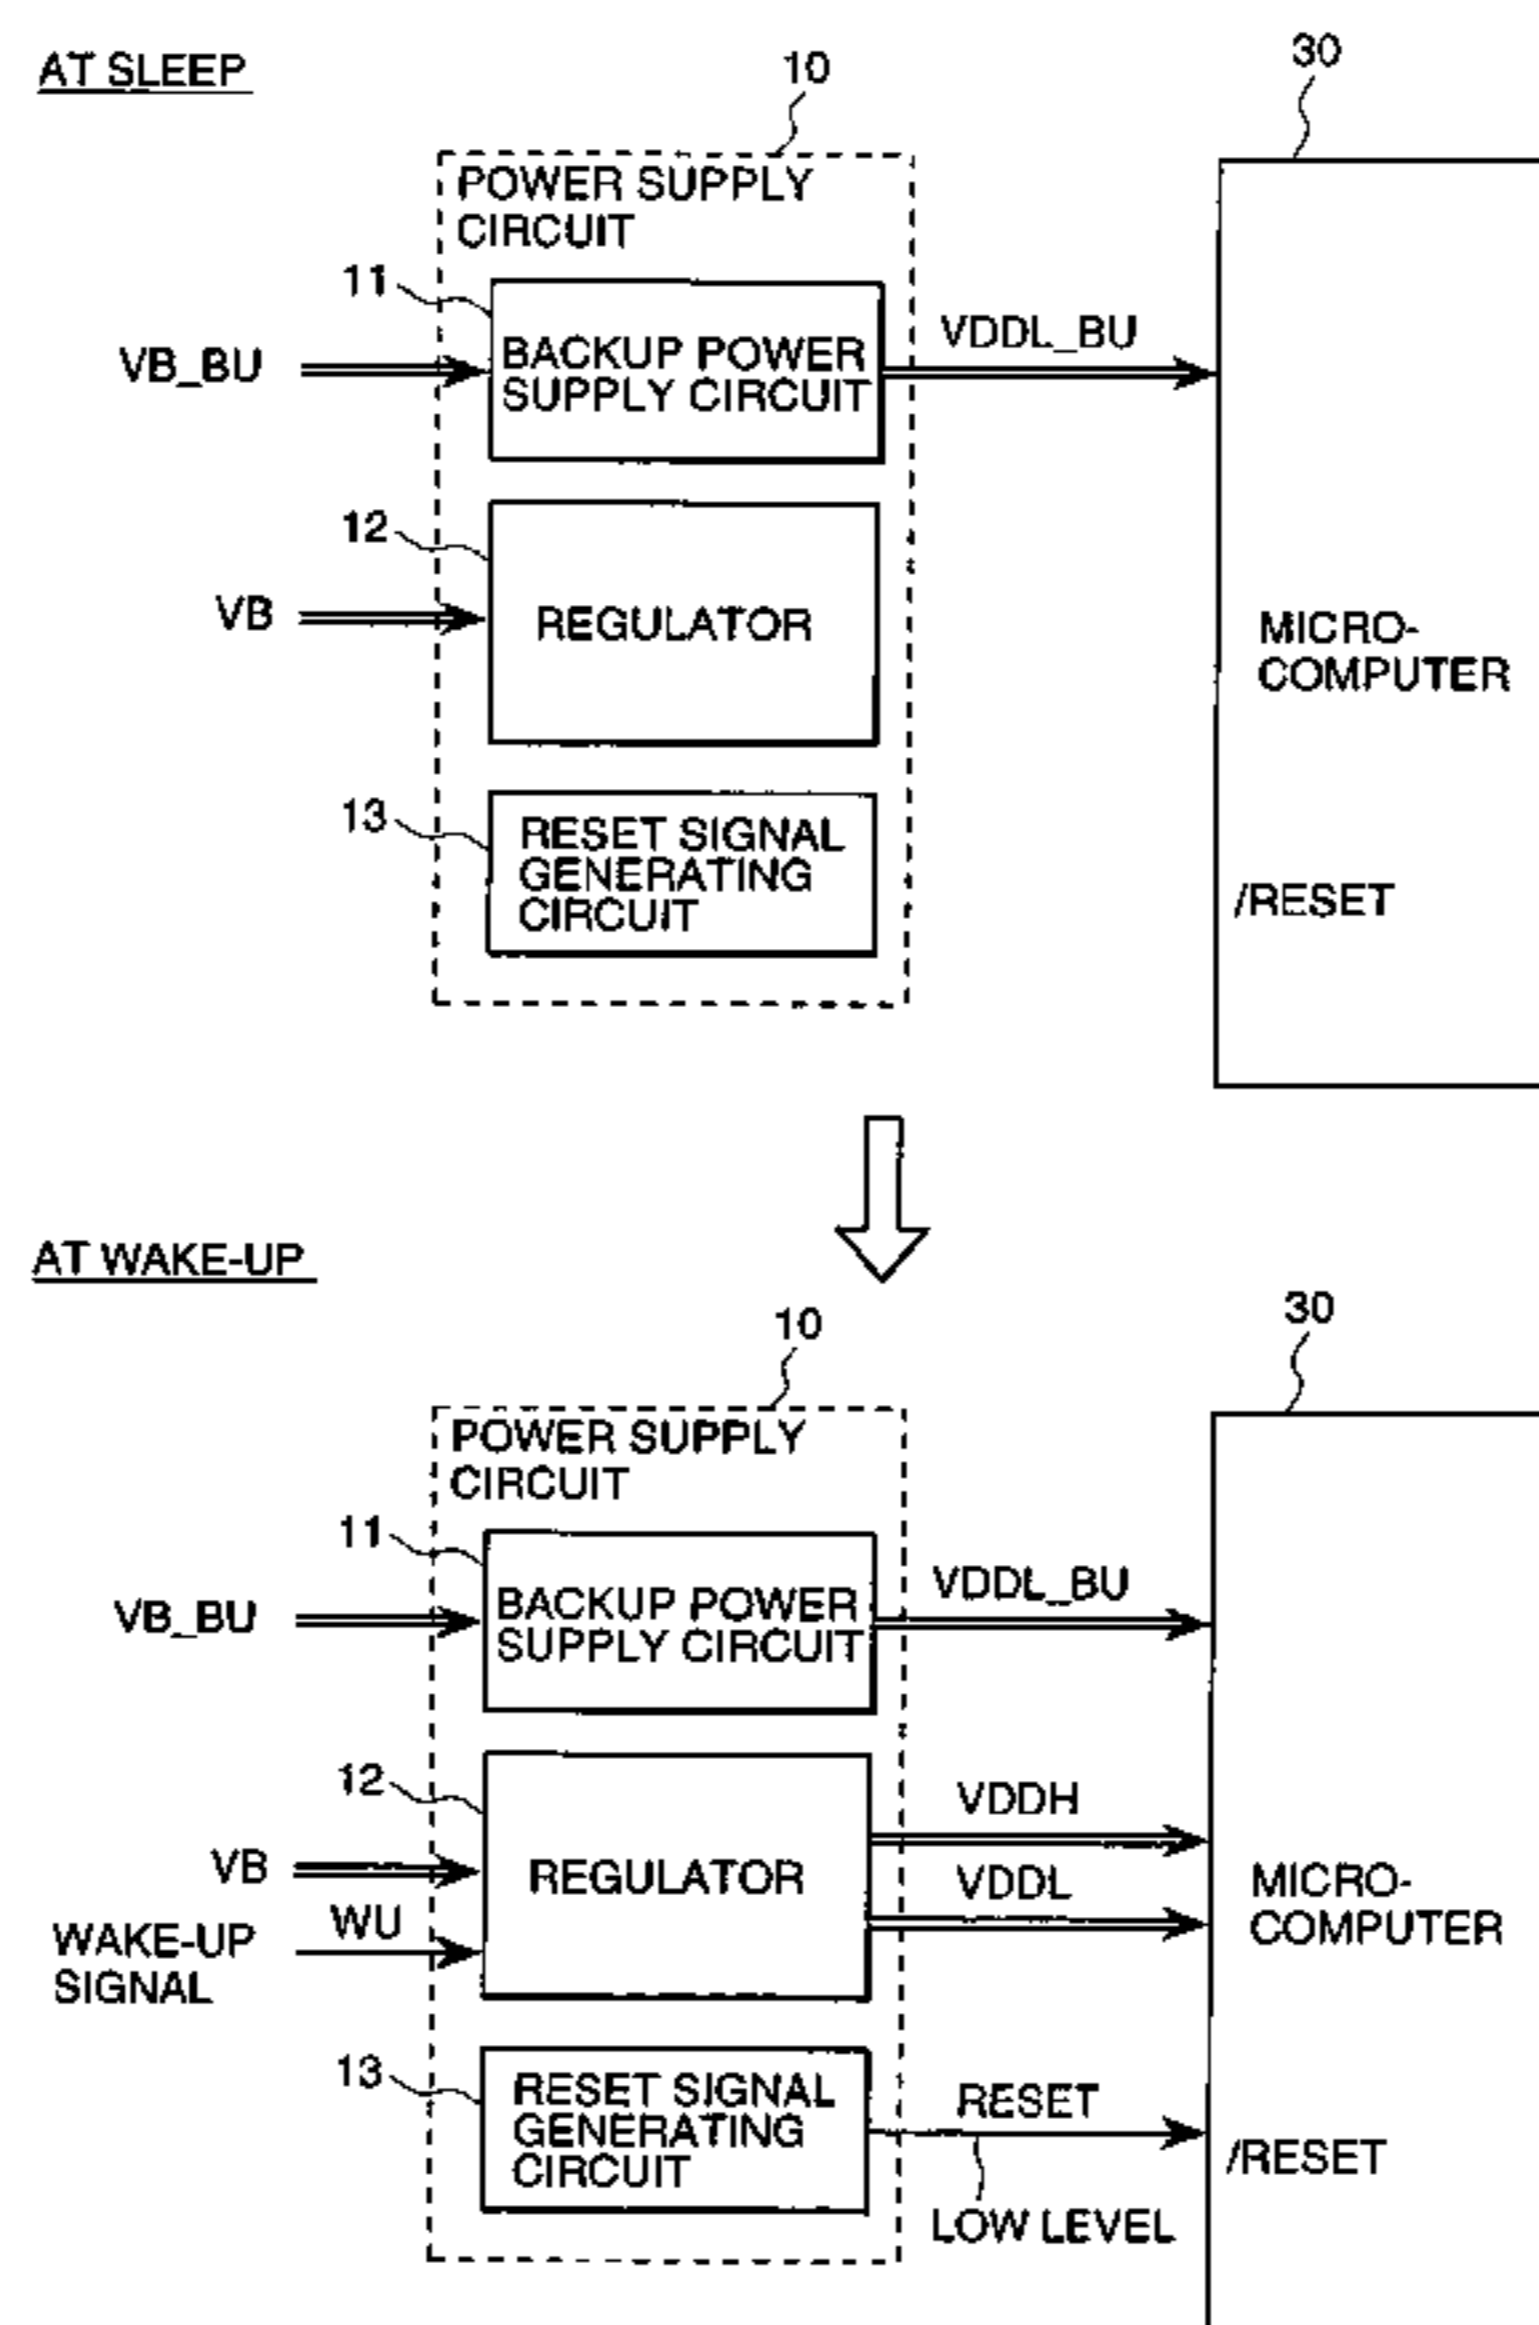 AT SLEEP
10
30
POWER SUPPLY
CIRCUIT
11
VB_BU
BACKUP POWER
SUPPLY CIRCUIT
VDDL_BU
12
VB
REGULATOR
MICRO-
COMPUTER
13
RESET SIGNAL
GENERATING
CIRCUIT
/RESET
AT WAKE-UP
10
30
POWER SUPPLY
CIRCUIT
11
VB_BU
BACKUP POWER
SUPPLY CIRCUIT
VDDL_BU
12
VDDH
VB
REGULATOR
VDDL
MICRO-
COMPUTER
WU
WAKE-UP
SIGNAL
13
RESET SIGNAL
GENERATING
CIRCUIT
RESET
/RESET
LOW LEVEL